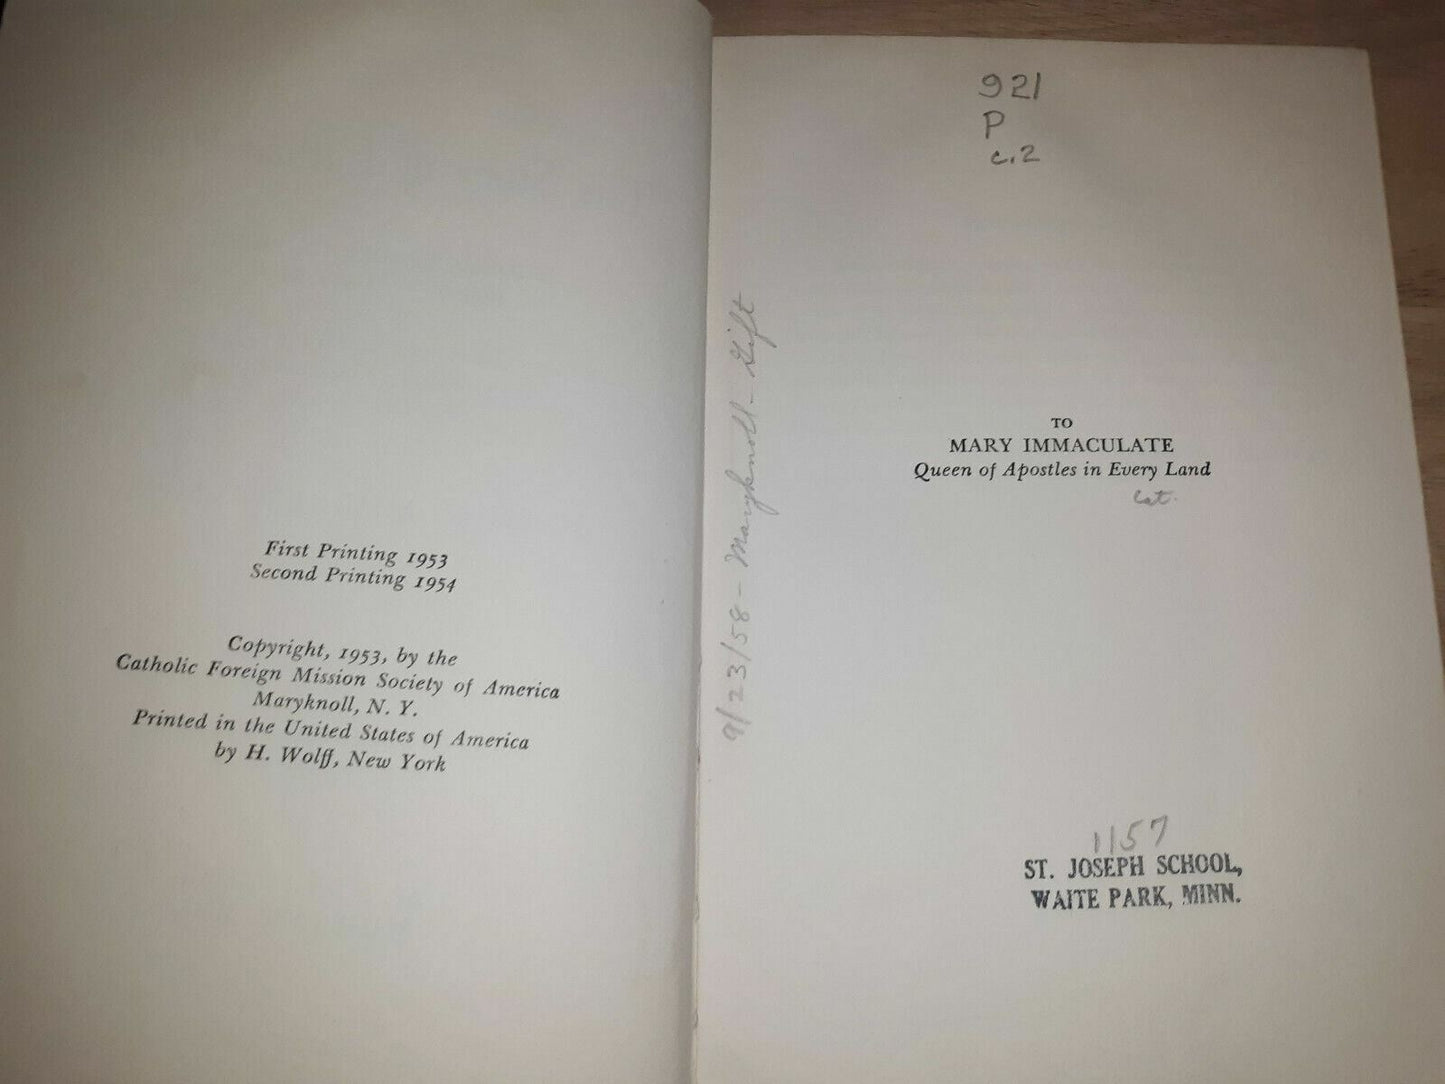 First Printing 1953
Second Printing 1954
Copyright, 1953, by the
Catholic Foreign Mission Society of America
Maryknoll, N. Y.
Printed in the United States of America
by H. Wolff, New York
921
P
c.2
9/23/58 - Maryknoll - Gift
TO
MARY IMMACULATE
Queen of Apostles in Every Land
Cat.
1157
ST. JOSEPH SCHOOL,
WAITE PARK, MINN.